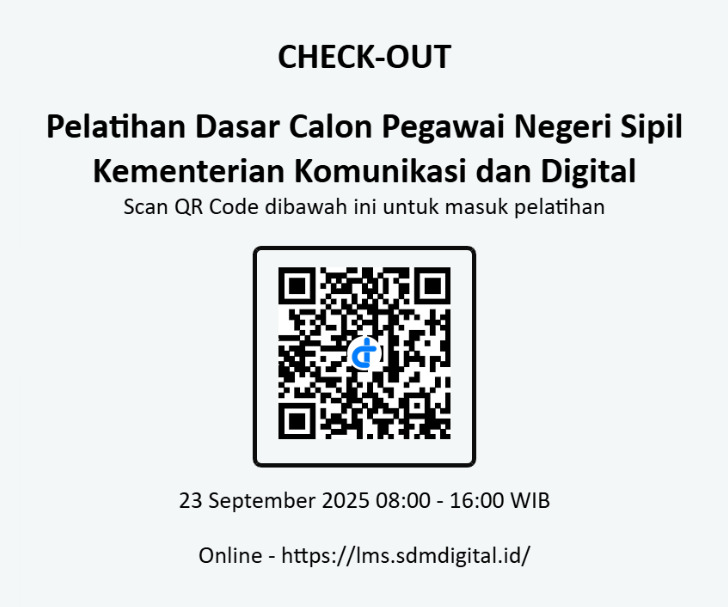 CHECK-OUT
Pelatihan Dasar Calon Pegawai Negeri Sipil
Kementerian Komunikasi dan Digital
Scan QR Code dibawah ini untuk masuk pelatihan
23 September 2025 08:00 - 16:00 WIB
Online - https://lms.sdmdigital.id/